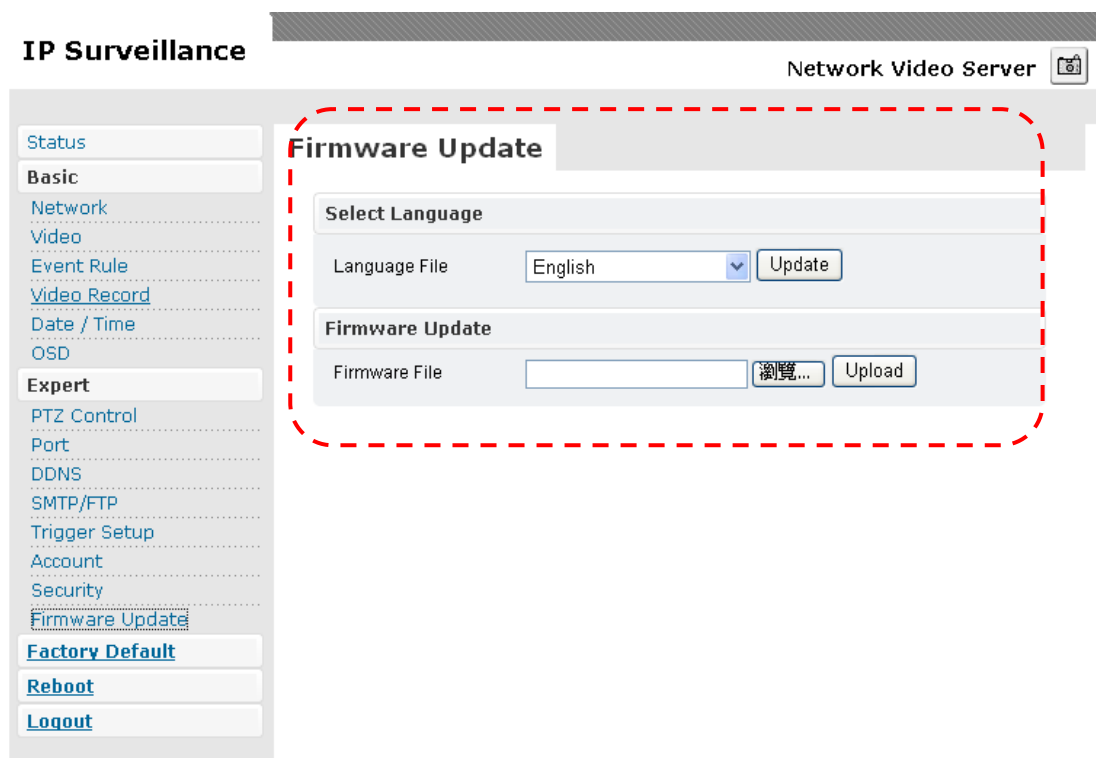 IP Surveillance
Network Video Server
Status
Basic
Network
Video
Event Rule
Video Record
Date / Time
OSD
Expert
PTZ Control
Port
DDNS
SMTP/FTP
Trigger Setup
Account
Security
Firmware Update
Factory Default
Reboot
Logout
Firmware Update
Select Language
Language File English Update
Firmware Update
Firmware File 瀏覽... Upload